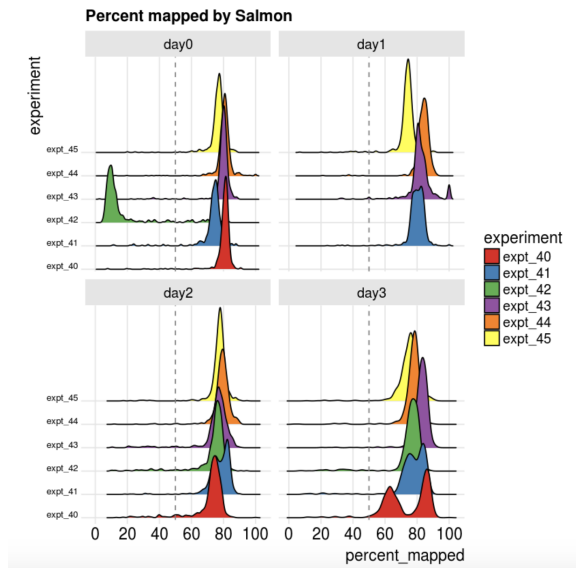 Percent mapped by Salmon
day0 day1
experiment
expt_45
expt_44
expt_43
expt_42
expt_41
expt_40
experiment
expt_40
expt_41
expt_42
expt_43
expt_44
expt_45
day2 day3
expt_45
expt_44
expt_43
expt_42
expt_41
expt_40
0 20 40 60 80 100 0 20 40 60 80 100
percent_mapped